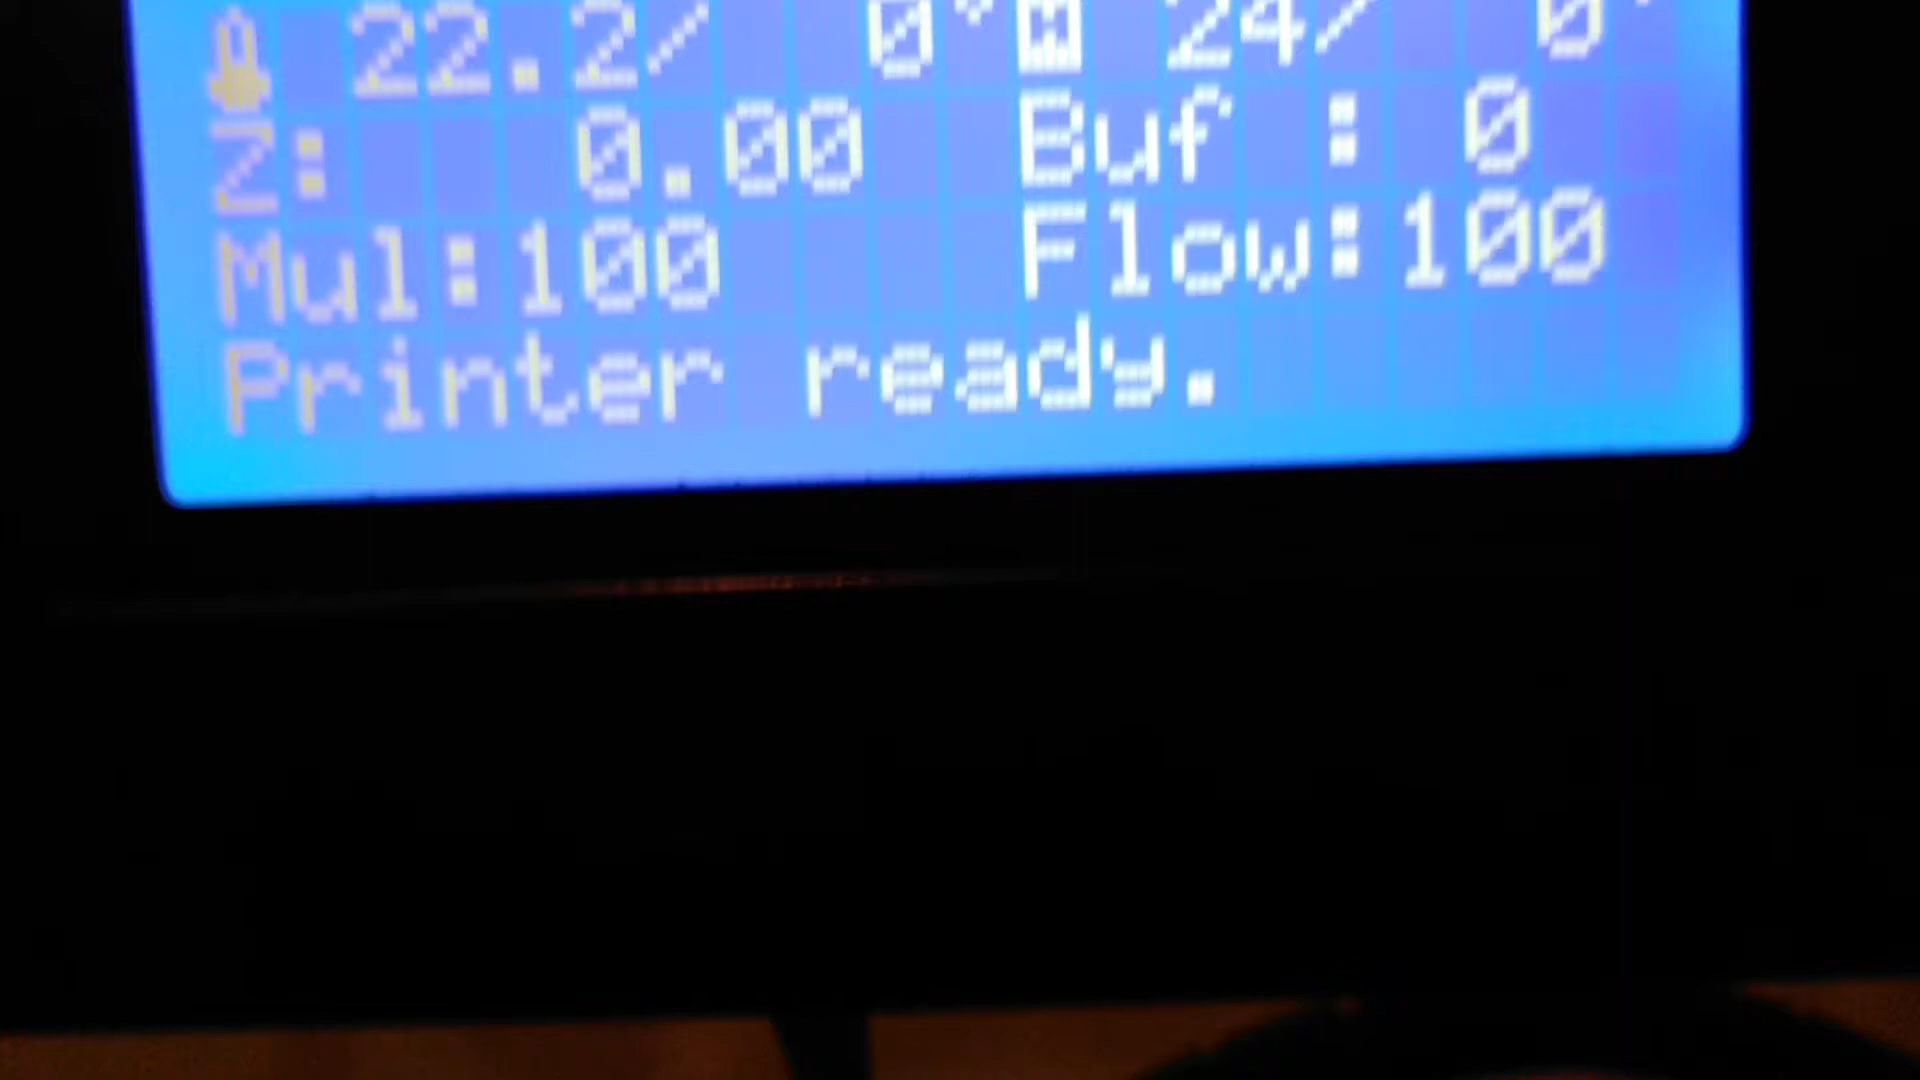 22.2/ 0° 24/ 0°
Z: 0.00 Buf : 0
Mul:100 Flow:100
Printer ready.